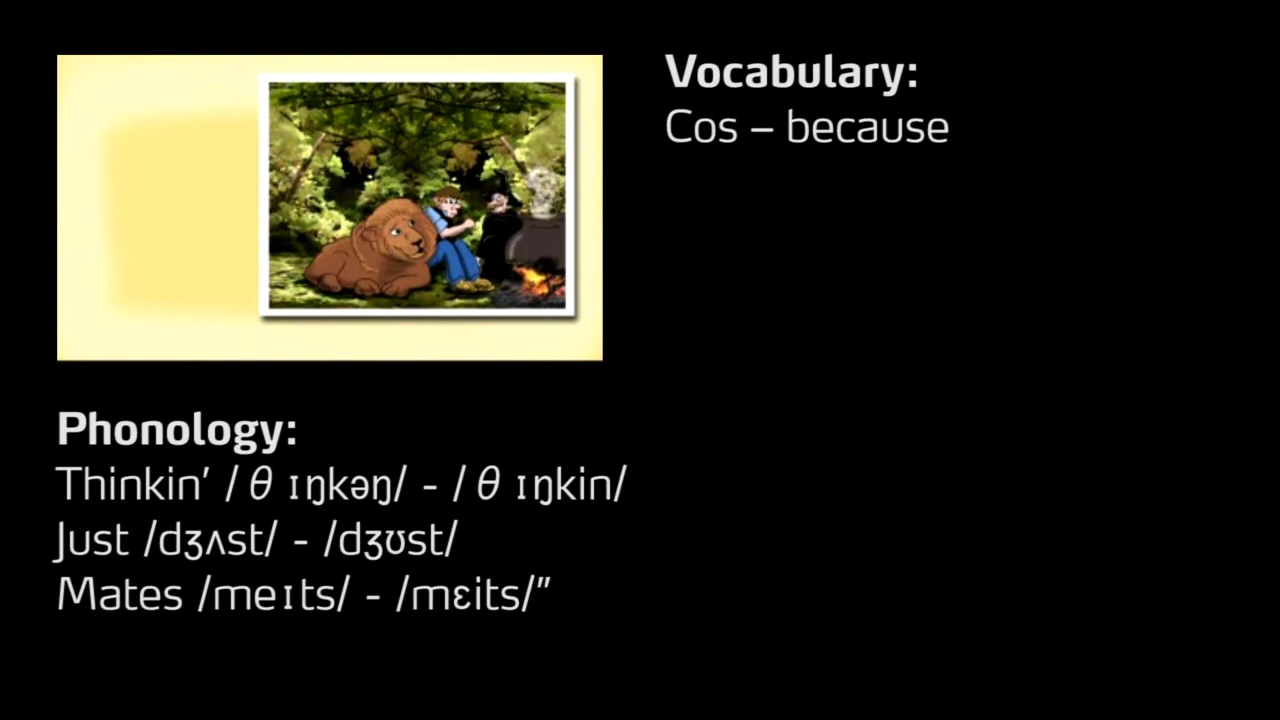 Vocabulary:
Cos – because
Phonology:
Thinkin’ / θ ɪŋkəŋ/ - / θ ɪŋkin/
Just /dʒʌst/ - /dʒʊst/
Mates /meɪts/ - /mɛits/”